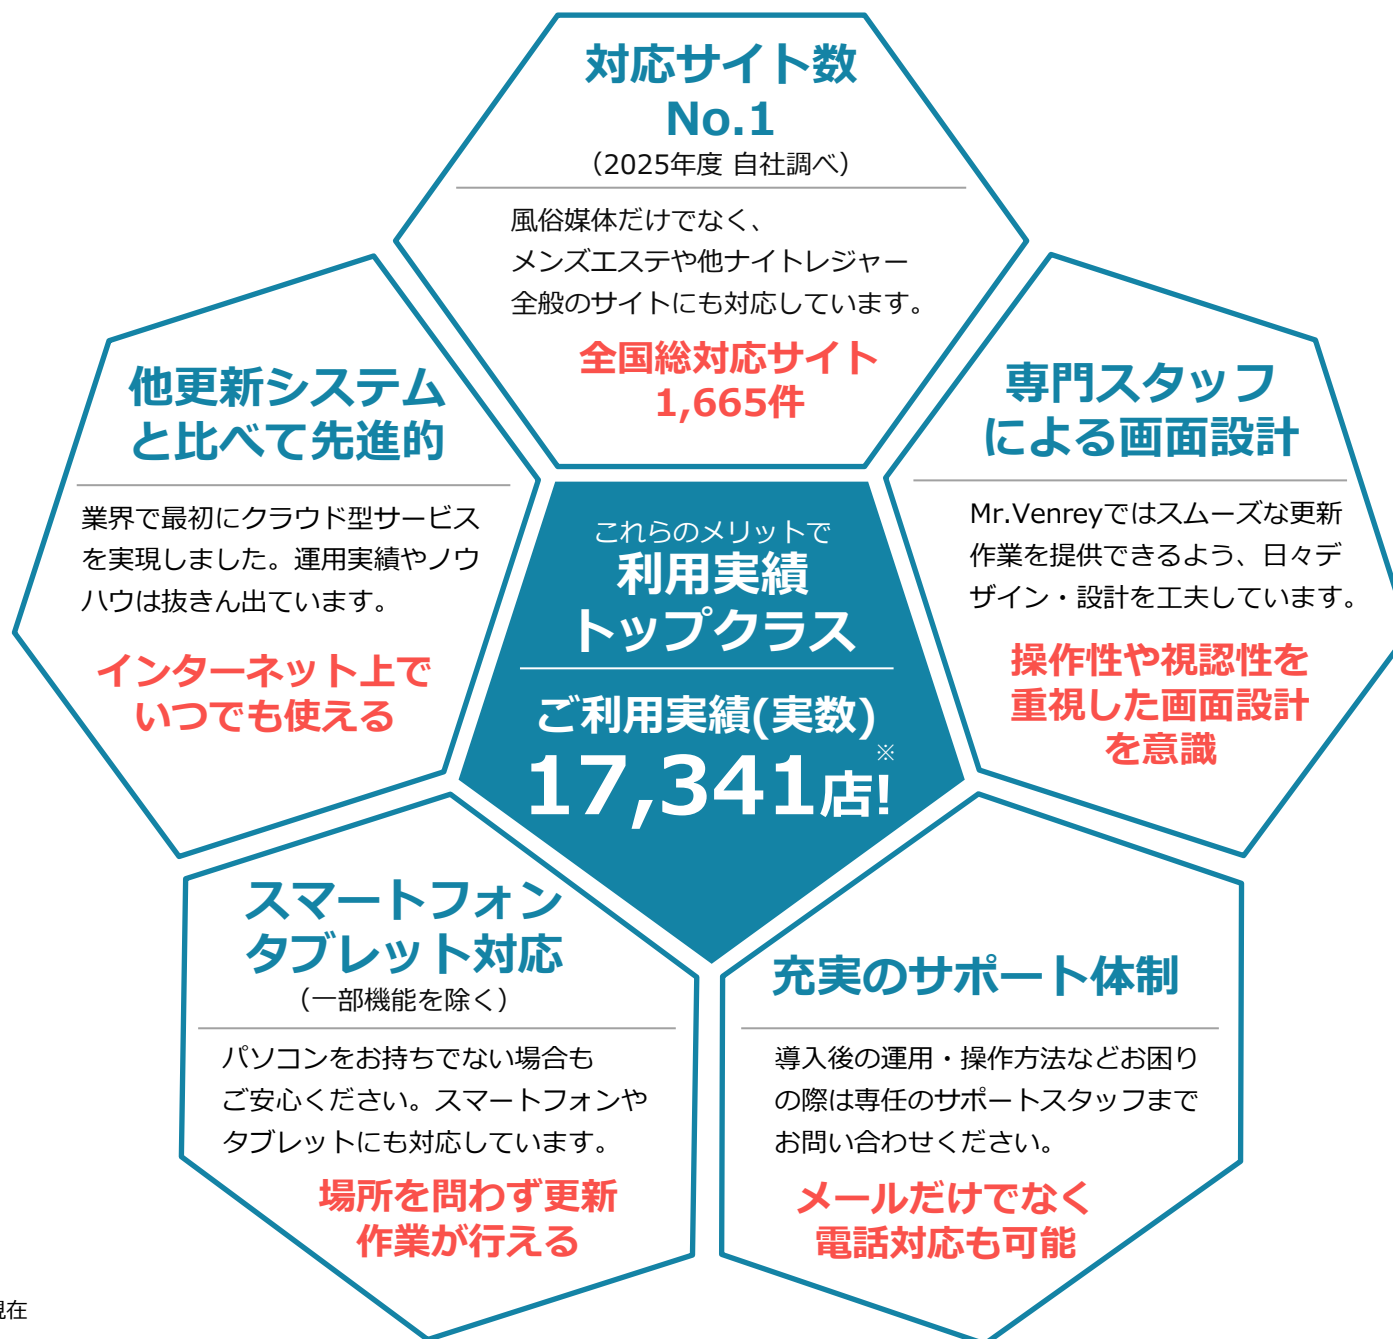 対応サイト数
No.1
（2025年度 自社調べ）
風俗媒体だけでなく、
メンズエステや他ナイトレジャー
全般のサイトにも対応しています。
全国総対応サイト
1,665件
他更新システム
と比べて先進的
業界で最初にクラウド型サービス
を実現しました。運用実績やノウ
ハウは抜きん出ています。
インターネット上で
いつでも使える
専門スタッフ
による画面設計
Mr.Venreyではスムーズな更新
作業を提供できるよう、日々デ
ザイン・設計を工夫しています。
操作性や視認性を
重視した画面設計
を意識
これらのメリットで
利用実績
トップクラス
ご利用実績(実数)
17,341店!※
スマートフォン
タブレット対応
（一部機能を除く）
パソコンをお持ちでない場合も
ご安心ください。スマートフォンや
タブレットにも対応しています。
場所を問わず更新
作業が行える
充実のサポート体制
導入後の運用・操作方法などお困り
の際は専任のサポートスタッフまで
お問い合わせください。
メールだけでなく
電話対応も可能
現在